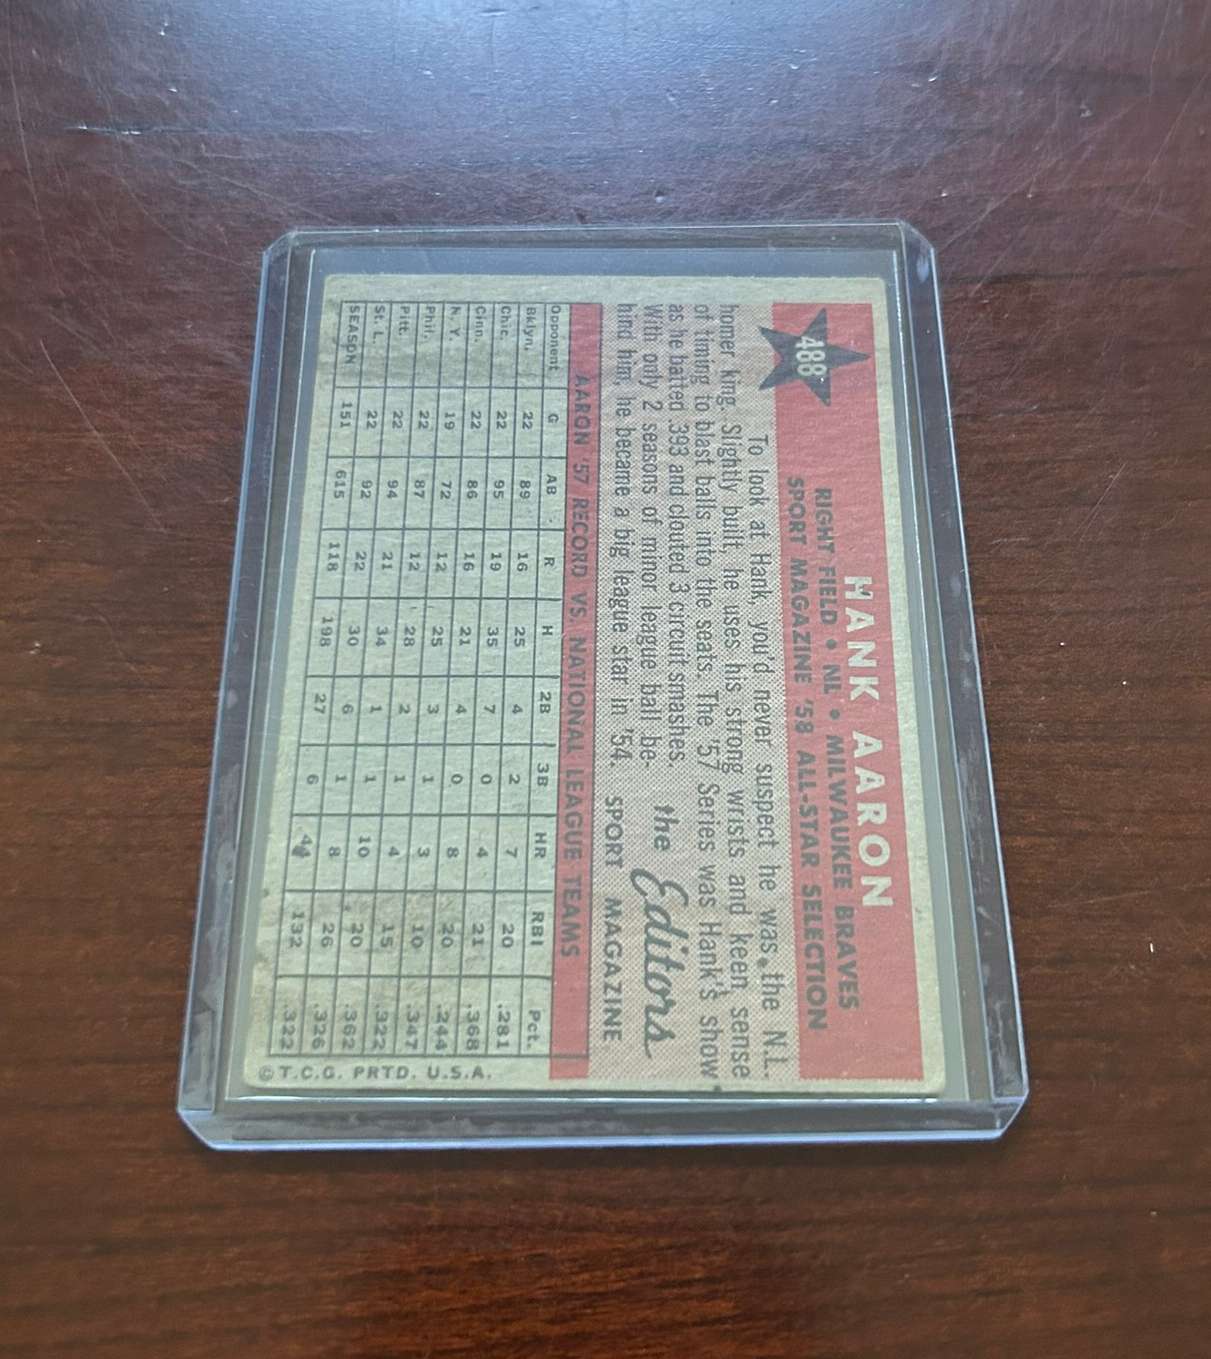 488
HANK AARON
RIGHT FIELD • NL • MILWAUKEE BRAVES
SPORT MAGAZINE '58 ALL-STAR SELECTION
To look at Hank, you'd never suspect he was the N.L.
home king. Slightly built, he uses his strong wrists and keen sense
of timing to blast balls into the seats. The '57 Series was Hank's show
as he batted .393 and clouted 3 circuit smashes.
With only 2 seasons of minor league ball be-
hind him, he became a big league star in '54.
the Editors
SPORT MAGAZINE
AARON '57 RECORD VS. NATIONAL LEAGUE TEAMS
Opponent G AB R H 2B 3B HR RBI Pct.
Bklyn. 22 89 16 25 4 2 7 20 .281
Chic. 22 95 19 35 7 0 4 21 .368
Cinn. 22 86 16 21 4 0 8 20 .244
N. Y. 19 72 12 25 3 1 3 10 .347
Phil. 22 87 12 28 2 1 4 15 .322
Pitt. 22 94 21 34 1 1 10 20 .362
St. L. 22 92 22 30 6 1 8 26 .326
SEASON 151 615 118 198 27 6 44 132 .322
© T.C.G. PRTD. U.S.A.